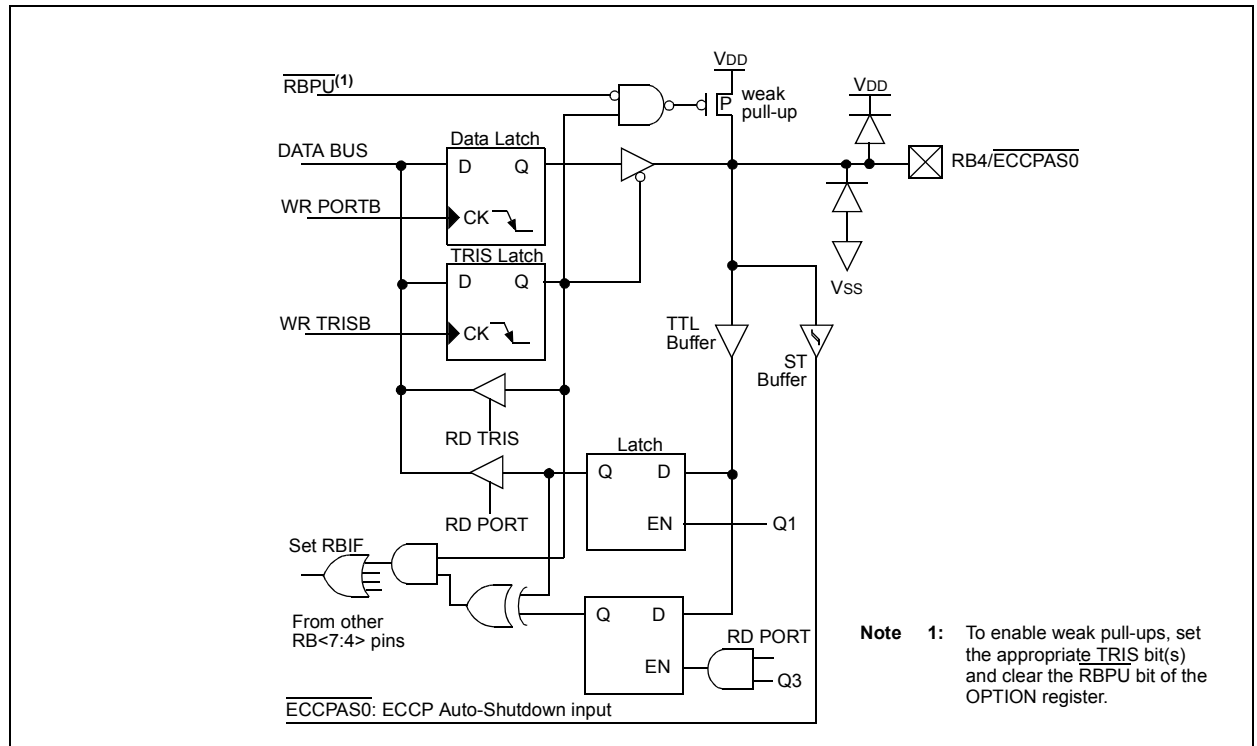 VDD
RBPU(1)
P
weak
pull-up
VDD
DATA BUS
Data Latch
D
Q
RB4/ECCPAS0
WR PORTB
CK
TRIS Latch
D
Q
VSS
WR TRISB
CK
TTL
Buffer
ST
Buffer
RD TRIS
Latch
Q
D
RD PORT
EN
Q1
Set RBIF
Q
D
From other
RB<7:4> pins
RD PORT
EN
Q3
ECCPAS0: ECCP Auto-Shutdown input
Note 1: To enable weak pull-ups, set
the appropriate TRIS bit(s)
and clear the RBPU bit of the
OPTION register.